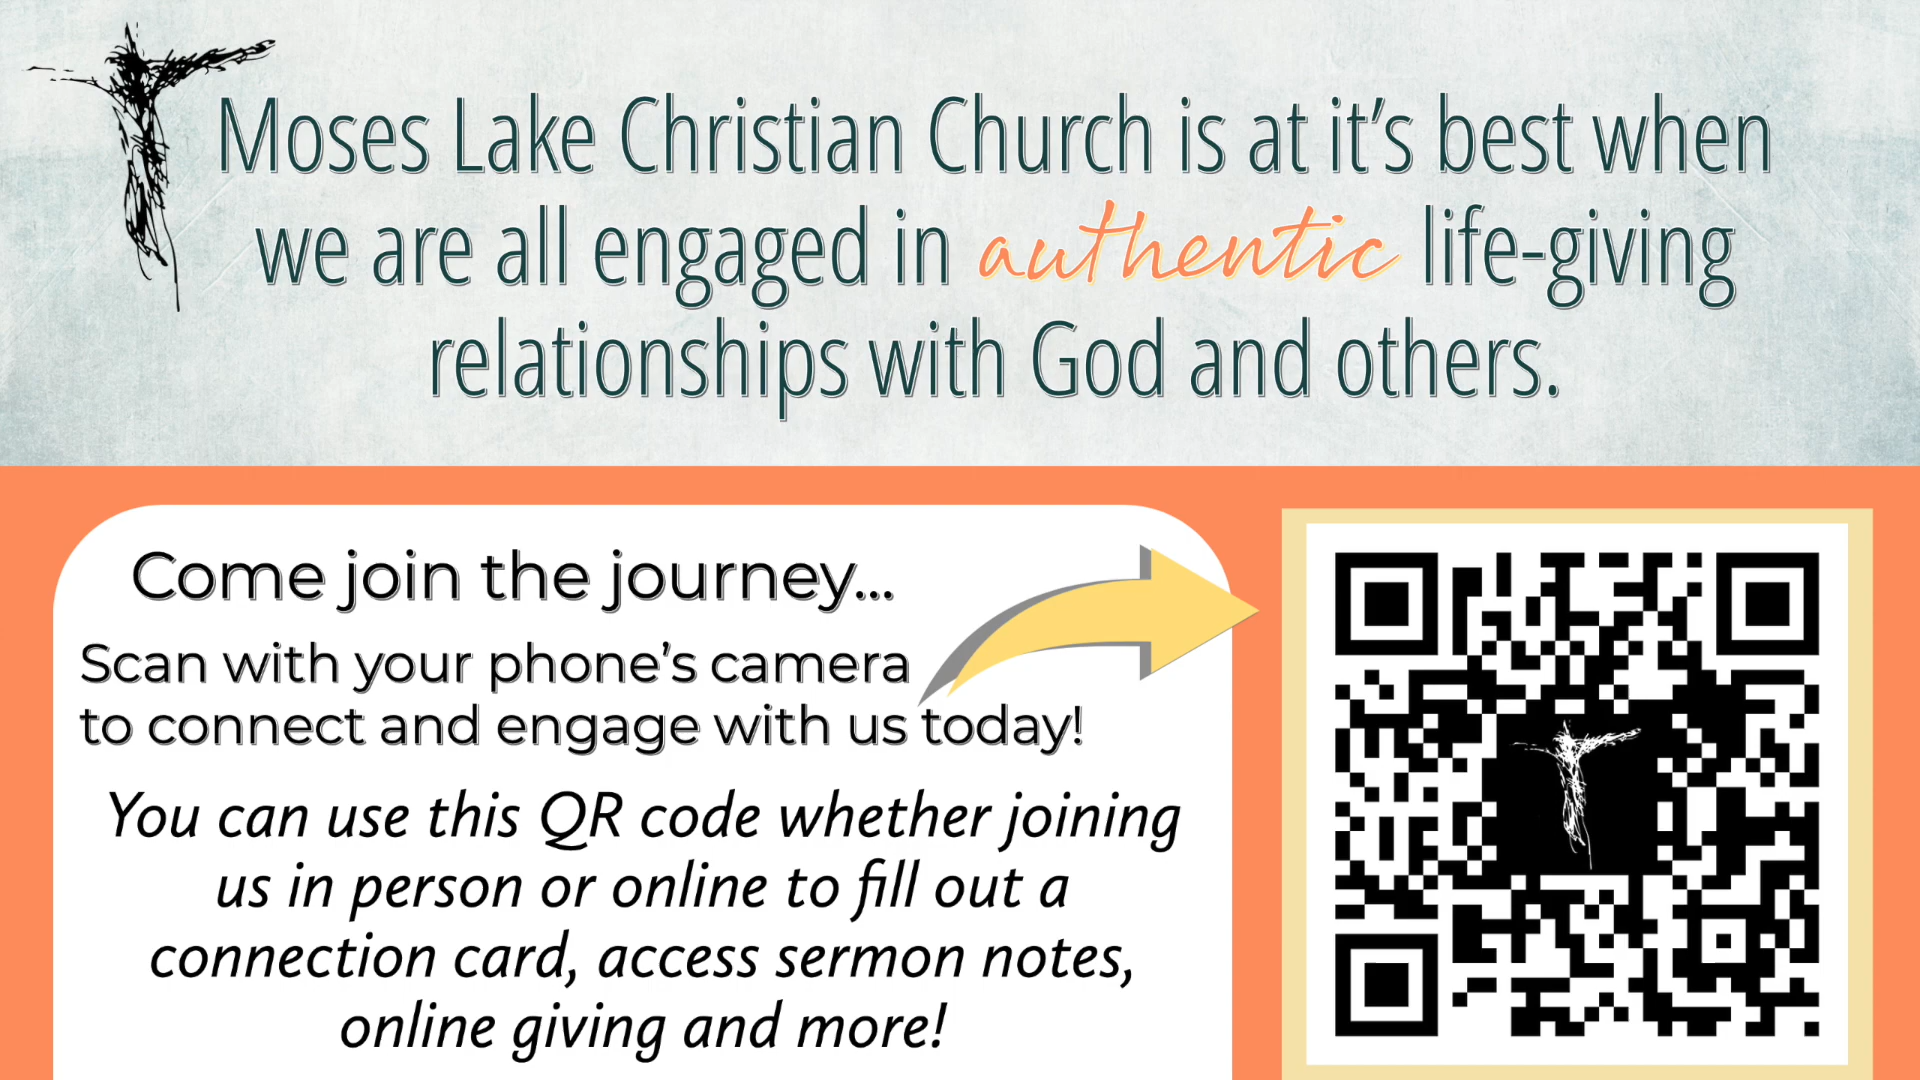 Moses Lake Christian Church is at it’s best when
we are all engaged in authentic life-giving
relationships with God and others.
Come join the journey...
Scan with your phone’s camera
to connect and engage with us today!
You can use this QR code whether joining
us in person or online to fill out a
connection card, access sermon notes,
online giving and more!